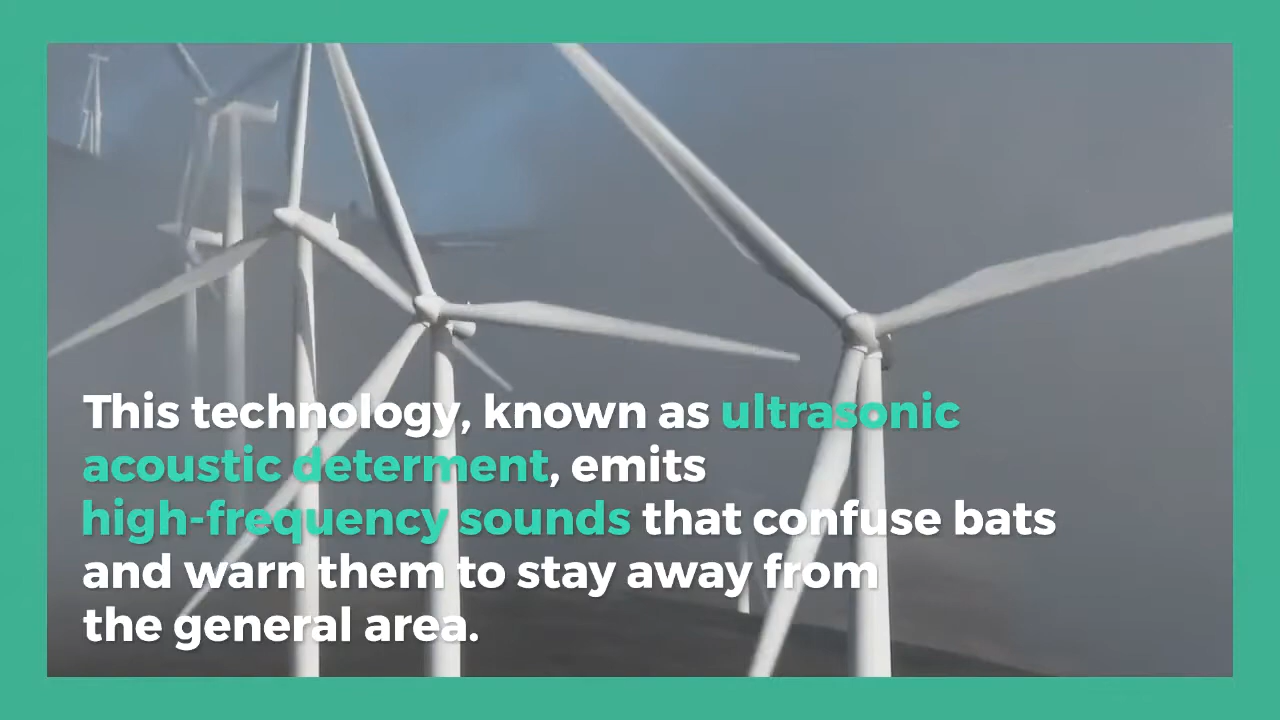 This technology, known as ultrasonic
acoustic determent, emits
high-frequency sounds that confuse bats
and warn them to stay away from
the general area.